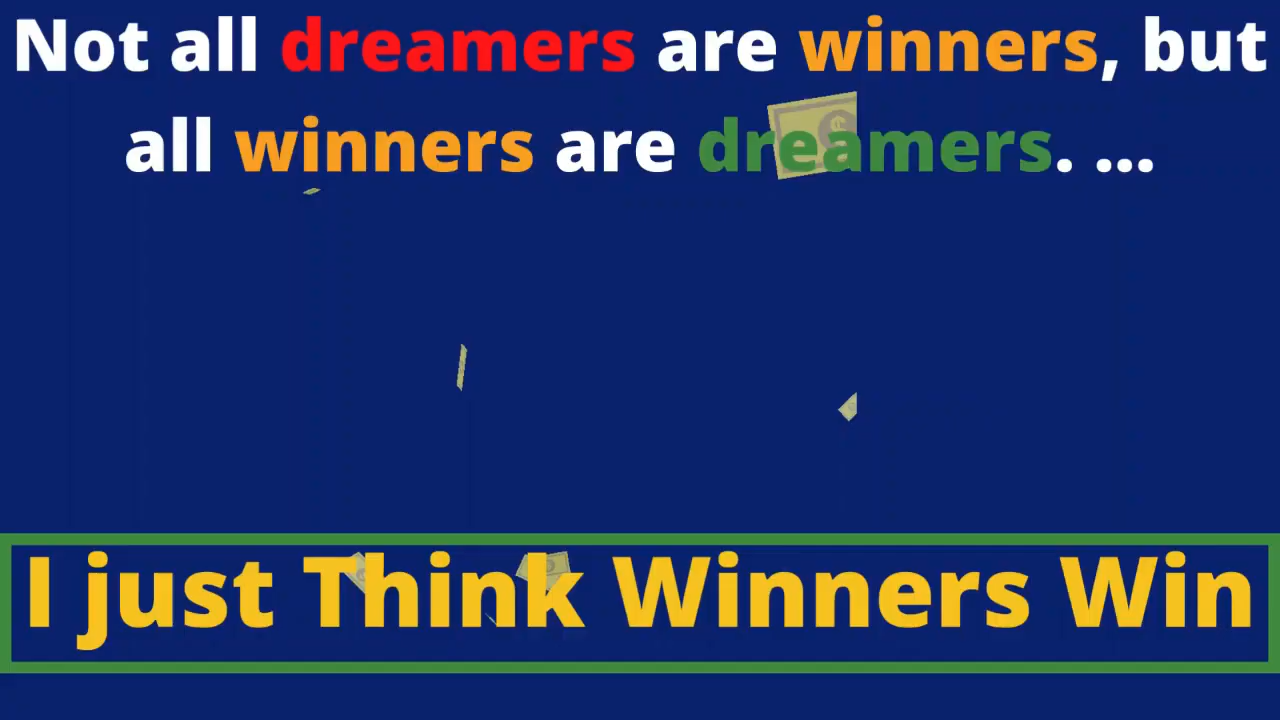 Not all dreamers are winners, but
all winners are dreamers. ...
I just Think Winners Win